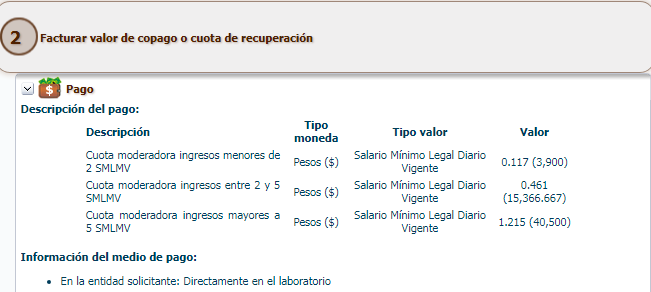 2 Facturar valor de copago o cuota de recuperación
Pago
Descripción del pago:
Descripción Tipo moneda Tipo valor Valor
Cuota moderadora ingresos menores de 2 SMLMV Pesos ($) Salario Mínimo Legal Diario Vigente 0.117 (3,900)
Cuota moderadora ingresos entre 2 y 5 SMLMV Pesos ($) Salario Mínimo Legal Diario Vigente 0.461 (15,366.667)
Cuota moderadora ingresos mayores a 5 SMLMV Pesos ($) Salario Mínimo Legal Diario Vigente 1.215 (40,500)
Información del medio de pago:
• En la entidad solicitante: Directamente en el laboratorio